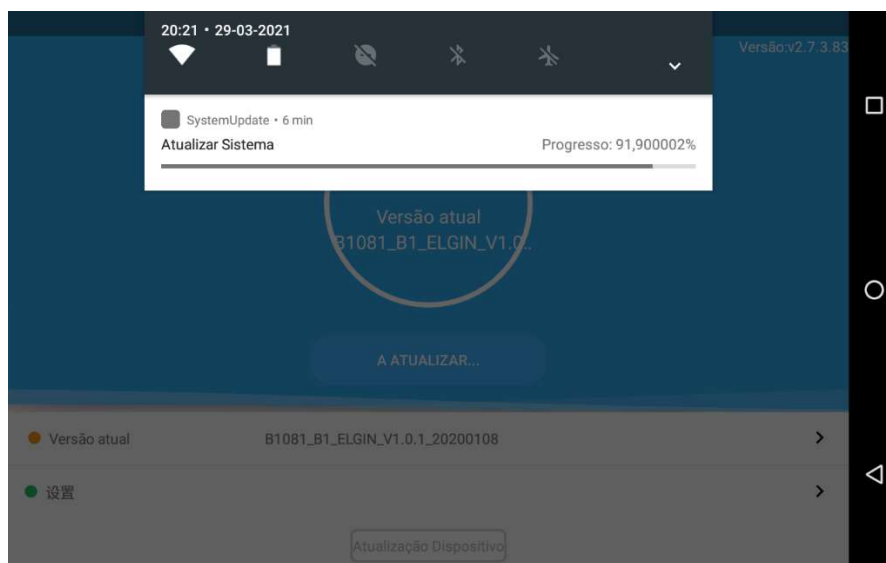 20:21 • 29-03-2021
Versão:v2.7.3.83
SystemUpdate • 6 min
Atualizar Sistema Progresso: 91,900002%
Versão atual
B1081_B1_ELGIN_V1.0..
A ATUALIZAR...
Versão atual B1081_B1_ELGIN_V1.0.1_20200108
设置
Atualização Dispositivo